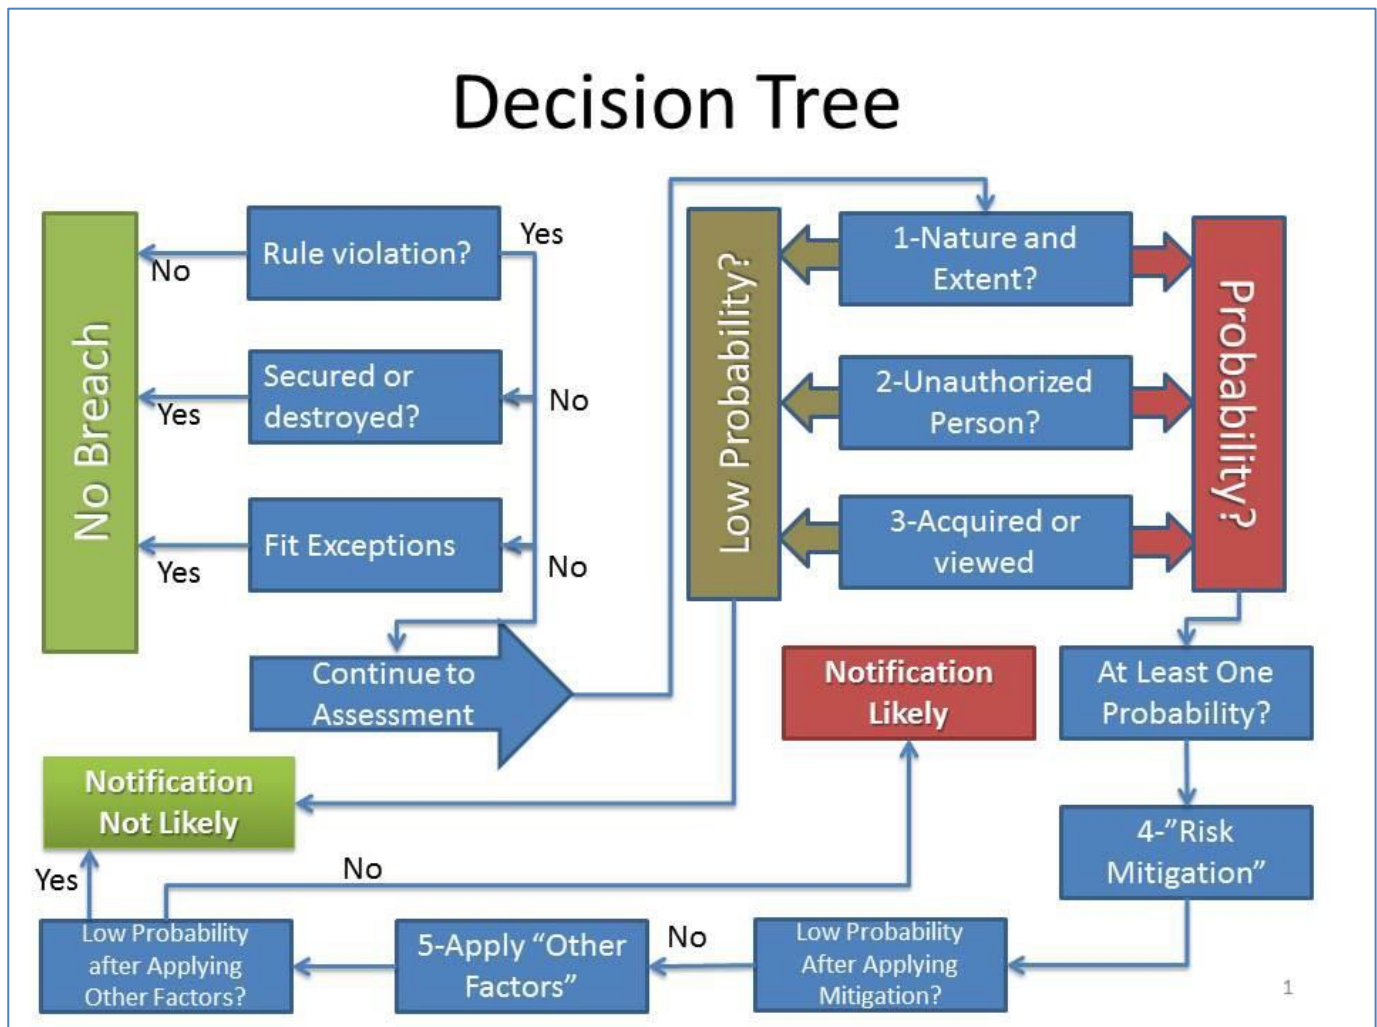 Decision Tree
No Breach
Rule violation?
Yes
No
Secured or
destroyed?
No
Yes
Fit Exceptions
No
Yes
Continue to
Assessment
Low Probability?
1-Nature and
Extent?
2-Unauthorized
Person?
3-Acquired or
viewed
Probability?
At Least One
Probability?
Notification
Likely
4-”Risk
Mitigation”
Notification
Not Likely
Yes
No
Low Probability
after Applying
Other Factors?
5-Apply “Other
Factors”
No
Low Probability
After Applying
Mitigation?
1